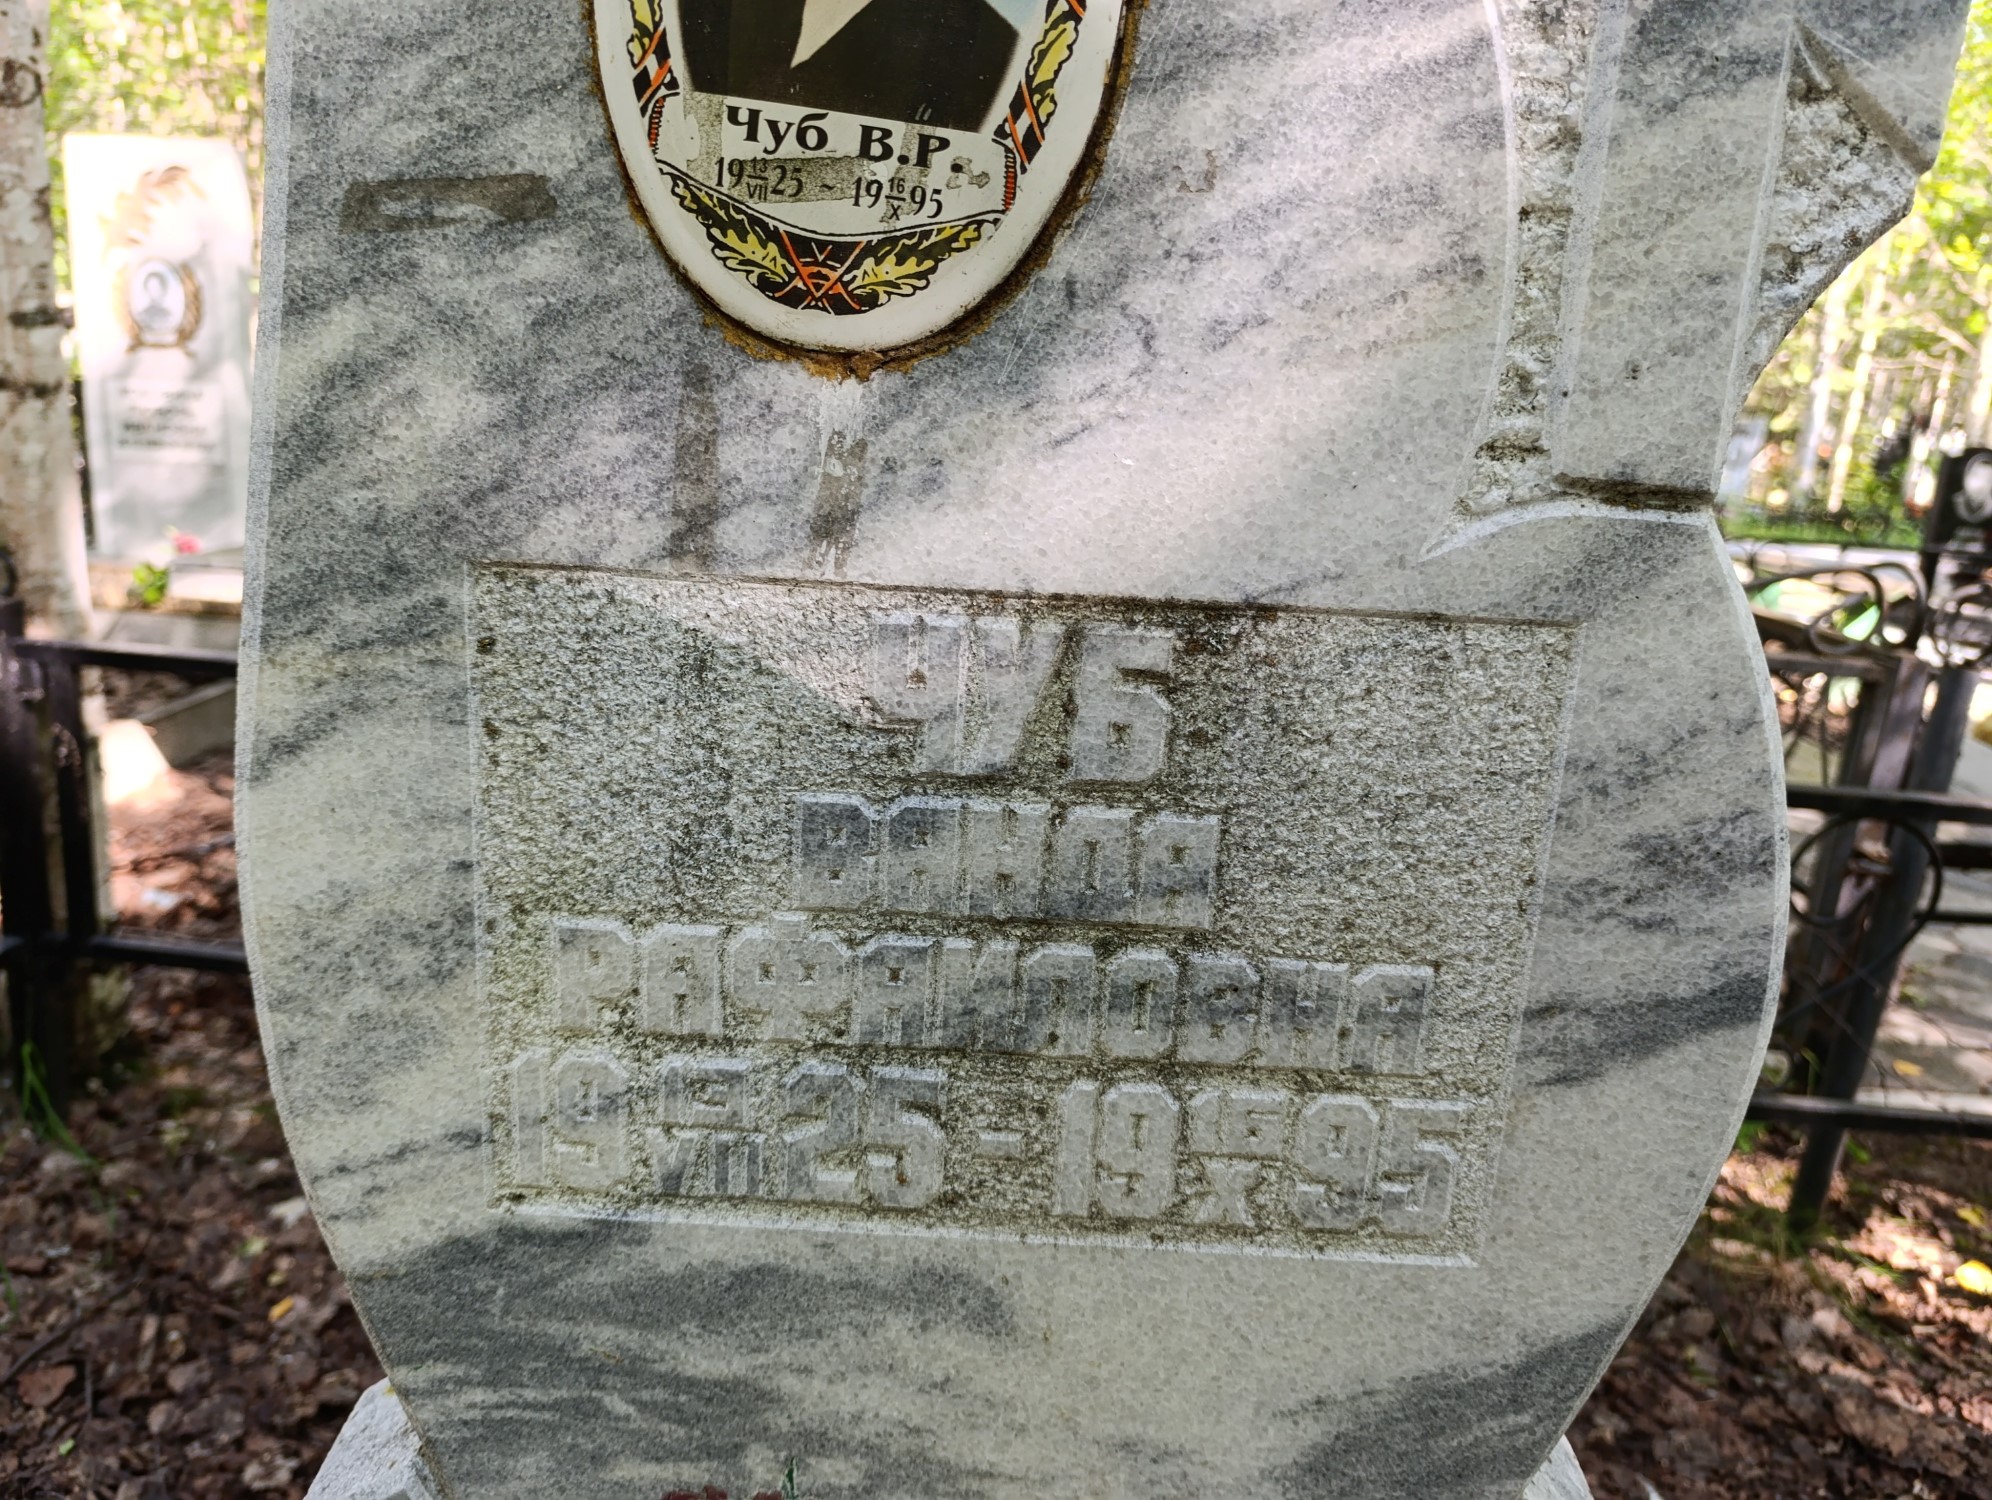 Чуб В.Р.
19 13/VII 25 ~ 19 16/X 95
ЧУБ
ВАНДА
РАФАИЛОВНА
19 13/VII 25 - 19 16/X 95